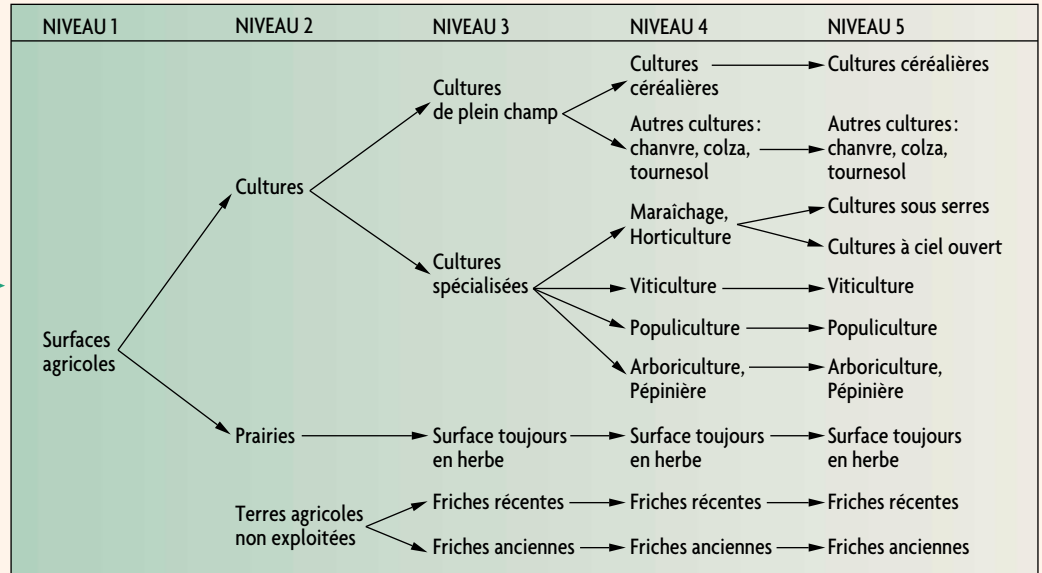 NIVEAU 1
NIVEAU 2
NIVEAU 3
NIVEAU 4
NIVEAU 5
Surfaces
agricoles
Cultures
Cultures
de plein champ
Cultures
céréalières
Cultures céréalières
Autres cultures :
chanvre, colza,
tournesol
Autres cultures :
chanvre, colza,
tournesol
Cultures
spécialisées
Maraîchage,
Horticulture
Cultures sous serres
Cultures à ciel ouvert
Viticulture
Viticulture
Populiculture
Populiculture
Arboriculture,
Pépinière
Arboriculture,
Pépinière
Prairies
Surface toujours
en herbe
Surface toujours
en herbe
Surface toujours
en herbe
Terres agricoles
non exploitées
Friches récentes
Friches récentes
Friches récentes
Friches anciennes
Friches anciennes
Friches anciennes